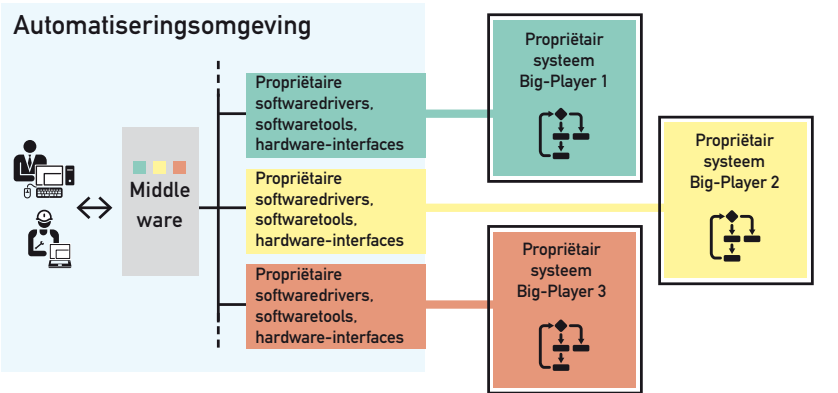 Automatiseringsomgeving
Middle
ware
Propriëtaire
softwaredrivers,
softwaretools,
hardware-interfaces
Propriëtair
systeem
Big-Player 1
Propriëtaire
softwaredrivers,
softwaretools,
hardware-interfaces
Propriëtair
systeem
Big-Player 2
Propriëtaire
softwaredrivers,
softwaretools,
hardware-interfaces
Propriëtair
systeem
Big-Player 3